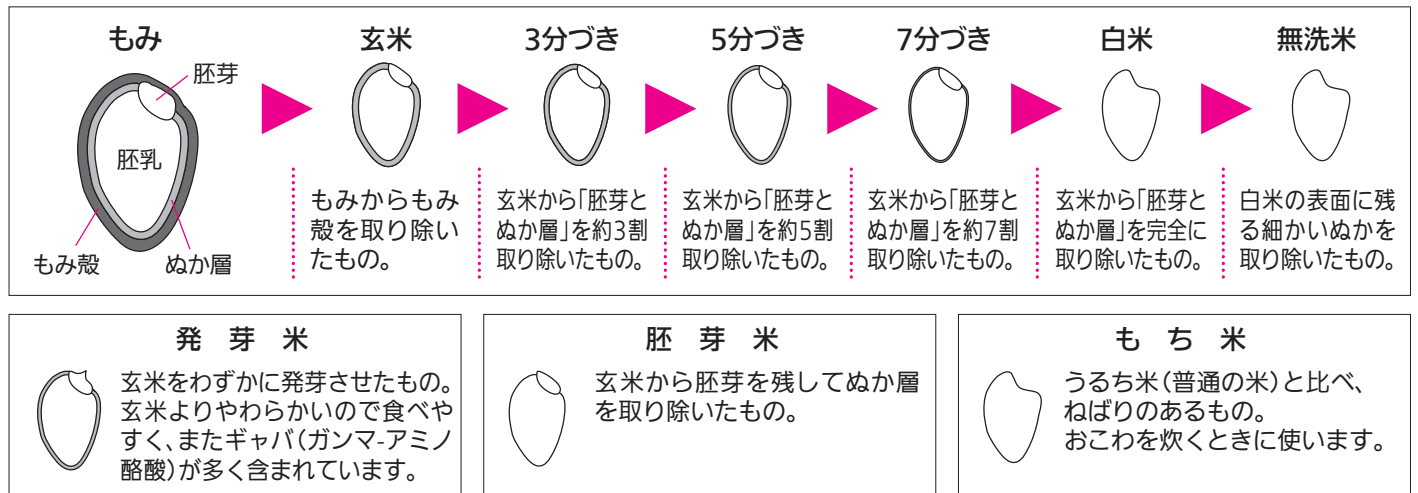 もみ
胚芽
胚乳
もみ殻
ぬか層
玄米
もみからもみ
殻を取り除い
たもの。
3分づき
玄米から「胚芽と
ぬか層」を約3割
取り除いたもの。
5分づき
玄米から「胚芽と
ぬか層」を約5割
取り除いたもの。
7分づき
玄米から「胚芽と
ぬか層」を約7割
取り除いたもの。
白米
玄米から「胚芽と
ぬか層」を完全に
取り除いたもの。
無洗米
白米の表面に残
る細かいぬかを
取り除いたもの。
発 芽 米
玄米をわずかに発芽させたもの。
玄米よりやわらかいので食べや
すく、またギャバ(ガンマ-アミノ
酪酸)が多く含まれています。
胚 芽 米
玄米から胚芽を残してぬか層
を取り除いたもの。
も ち 米
うるち米(普通の米)と比べ、
ねばりのあるもの。
おこわを炊くときに使います。